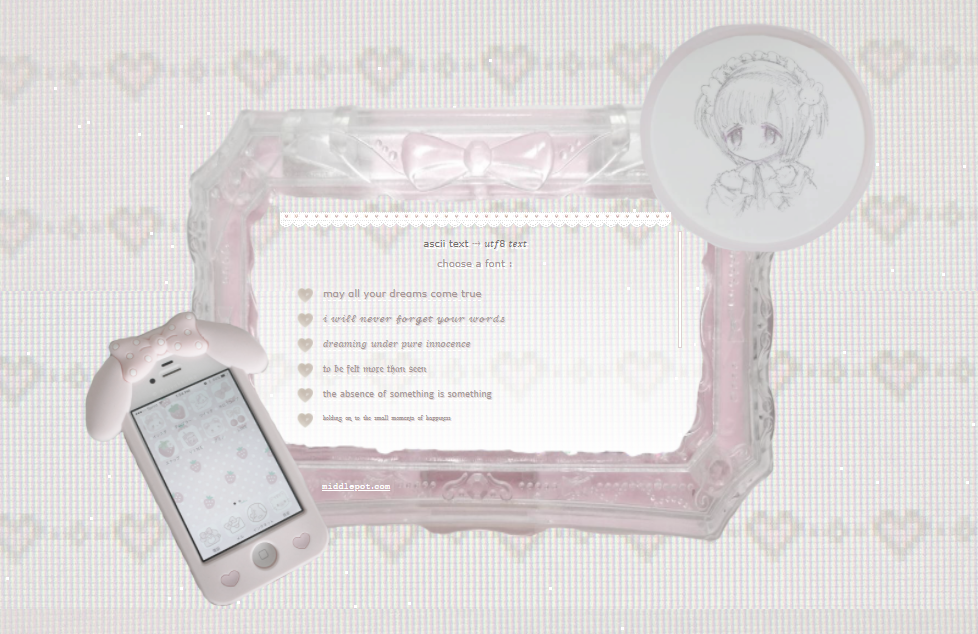 ascii text → utf8 text
choose a font :
may all your dreams come true
i will never forget your words
dreaming under pure innocence
to be felt more than seen
the absence of something is something
holding on to the small moments of happiness
middlepot.com